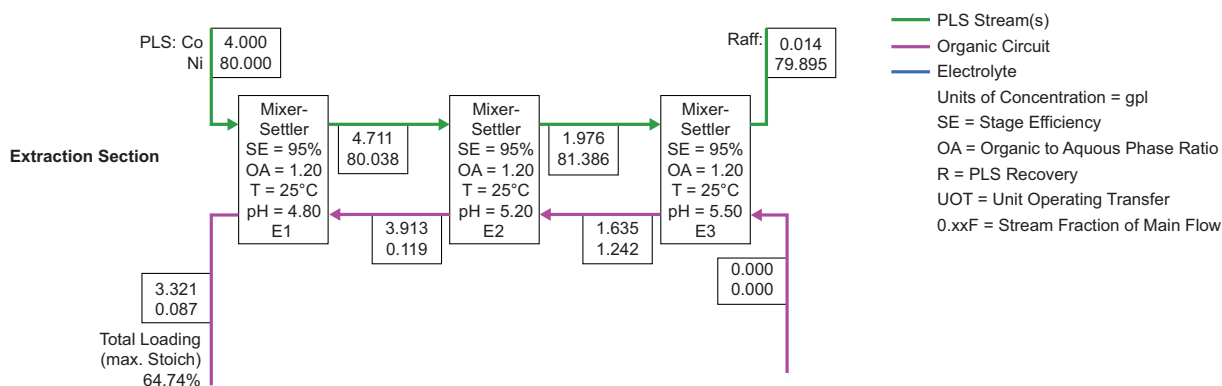 PLS: Co
Ni
4.000
80.000
Raff:
0.014
79.895
Extraction Section
Mixer-
Settler
SE = 95%
OA = 1.20
T = 25°C
pH = 4.80
E1
4.711
80.038
Mixer-
Settler
SE = 95%
OA = 1.20
T = 25°C
pH = 5.20
E2
1.976
81.386
Mixer-
Settler
SE = 95%
OA = 1.20
T = 25°C
pH = 5.50
E3
3.913
0.119
1.635
1.242
0.000
0.000
3.321
0.087
Total Loading
(max. Stoich)
64.74%
PLS Stream(s)
Organic Circuit
Electrolyte
Units of Concentration = gpl
SE = Stage Efficiency
OA = Organic to Aquous Phase Ratio
R = PLS Recovery
UOT = Unit Operating Transfer
0.xxF = Stream Fraction of Main Flow